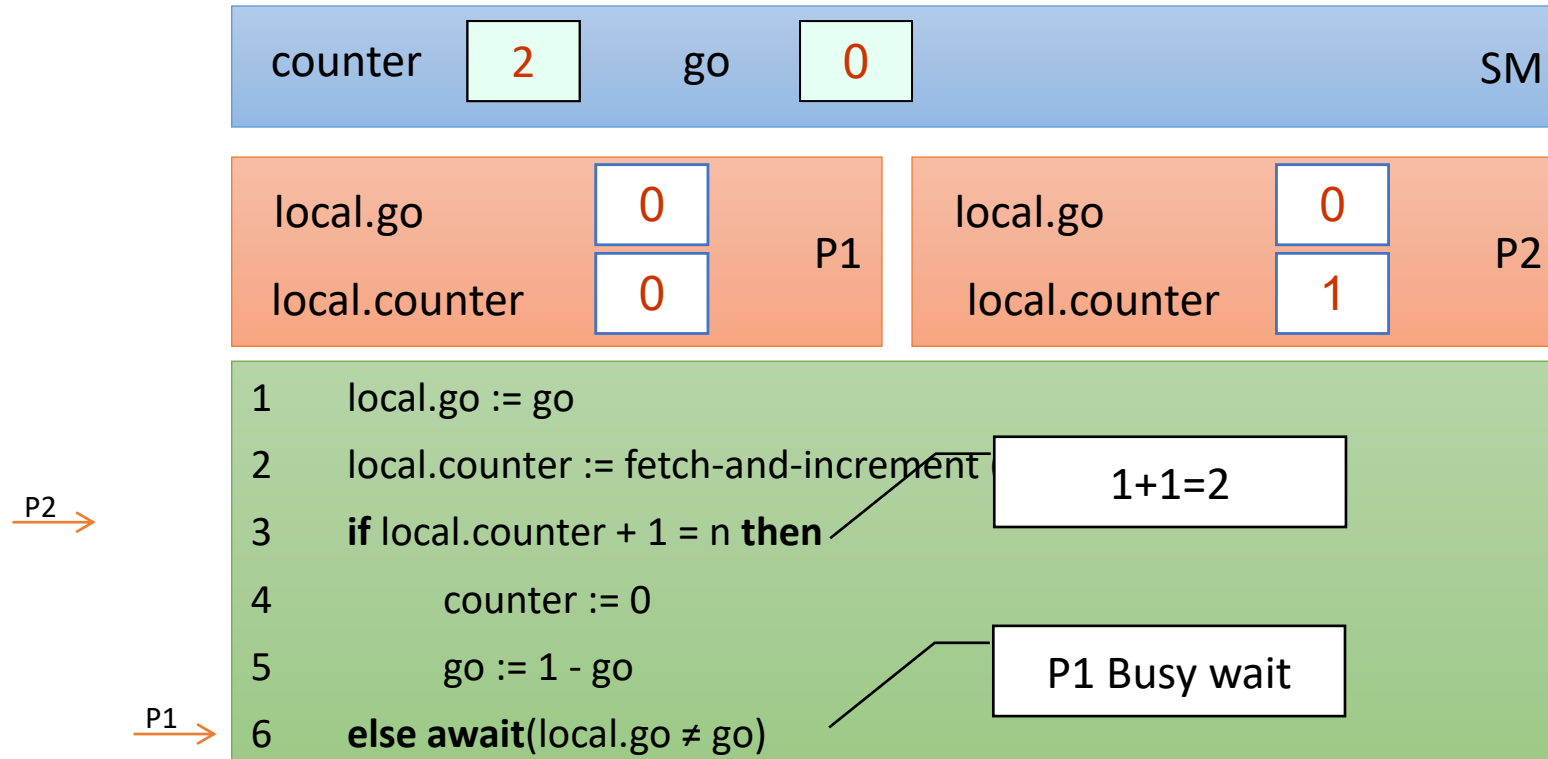 counter 2 go 0 SM
local.go 0 P1 local.go 0 P2
local.counter 0 local.counter 1
1 local.go := go
2 local.counter := fetch-and-increment (
1+1=2
P2
3 if local.counter + 1 = n then
4 counter := 0
5 go := 1 - go
P1 Busy wait
P1
6 else await(local.go ≠ go)